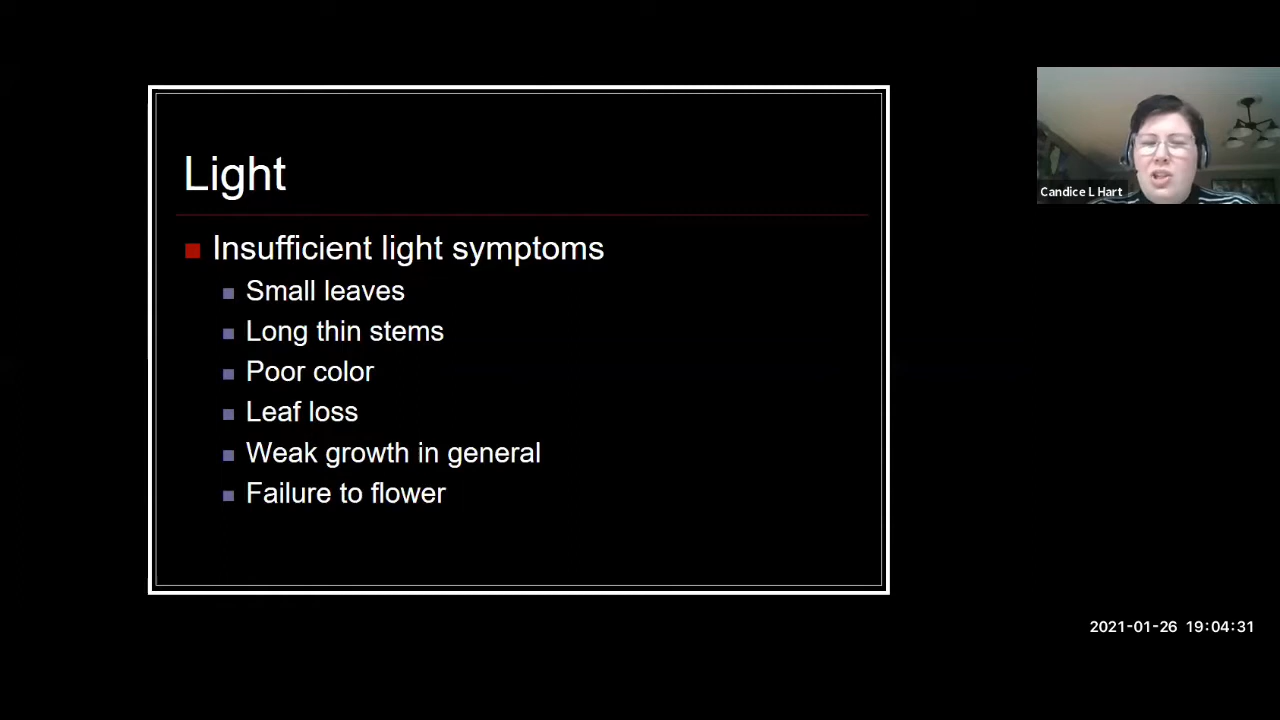 Light
Insufficient light symptoms
Small leaves
Long thin stems
Poor color
Leaf loss
Weak growth in general
Failure to flower
Candice L Hart
2021-01-26 19:04:31